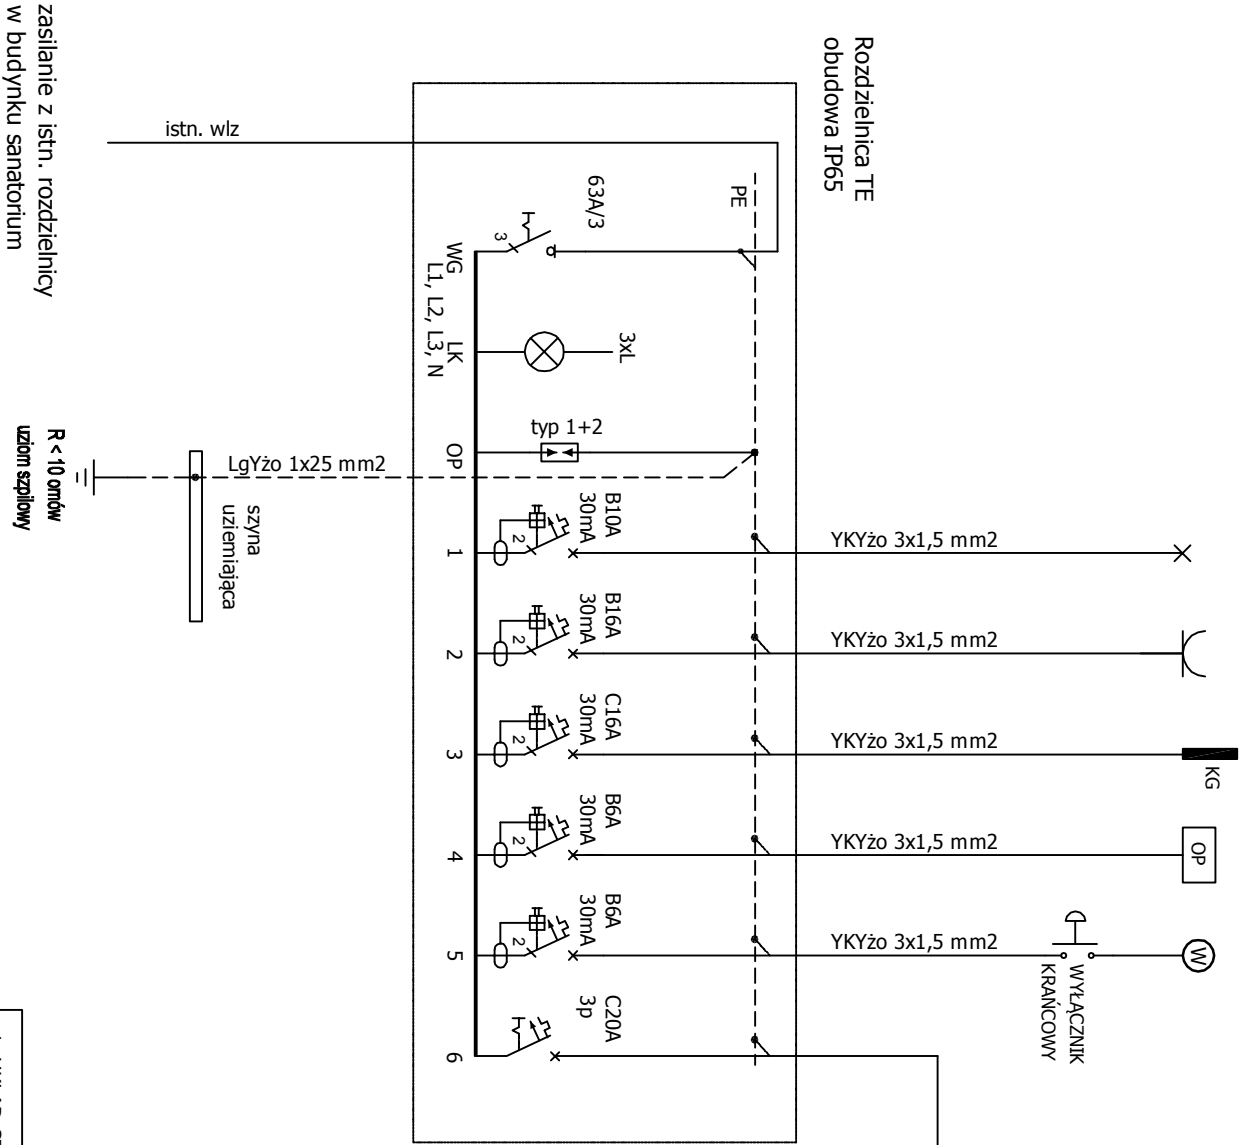 Rozdzielnica TE
obudowa IP65
zasilanie z istn. rozdzielnicy
w budynku sanatorium
istn. wlz
PE
63A/3
3
WG
L1, L2, L3, N
3xL
LK
typ 1+2
OP
LgYżo 1x25 mm2
szyna
uziemiająca
R < 10 omów
uziom szpilowy
B10A
30mA
2
1
YKYżo 3x1,5 mm2
B16A
30mA
2
2
YKYżo 3x1,5 mm2
C16A
30mA
2
3
YKYżo 3x1,5 mm2
KG
B6A
30mA
2
4
YKYżo 3x1,5 mm2
OP
B6A
30mA
2
5
YKYżo 3x1,5 mm2
WYŁĄCZNIK
KRAŃCOWY
W
C20A
3p
6